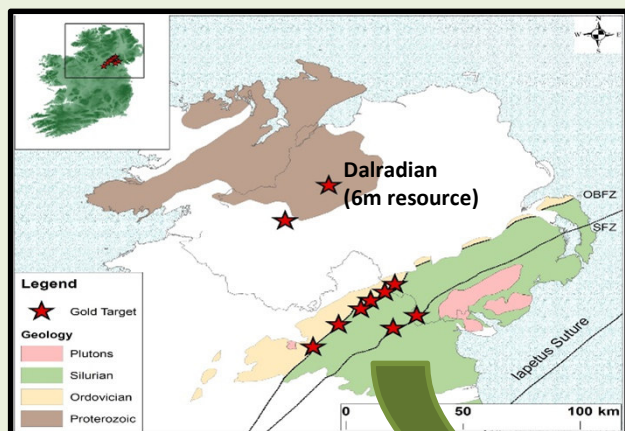 N
W E
S
Dalradian
(6m resource)
OBFZ
SFZ
Legend
Gold Target
Geology
Plutons
Silurian
Ordovician
Proterozoic
Iapetus Suture
0 50 100 km